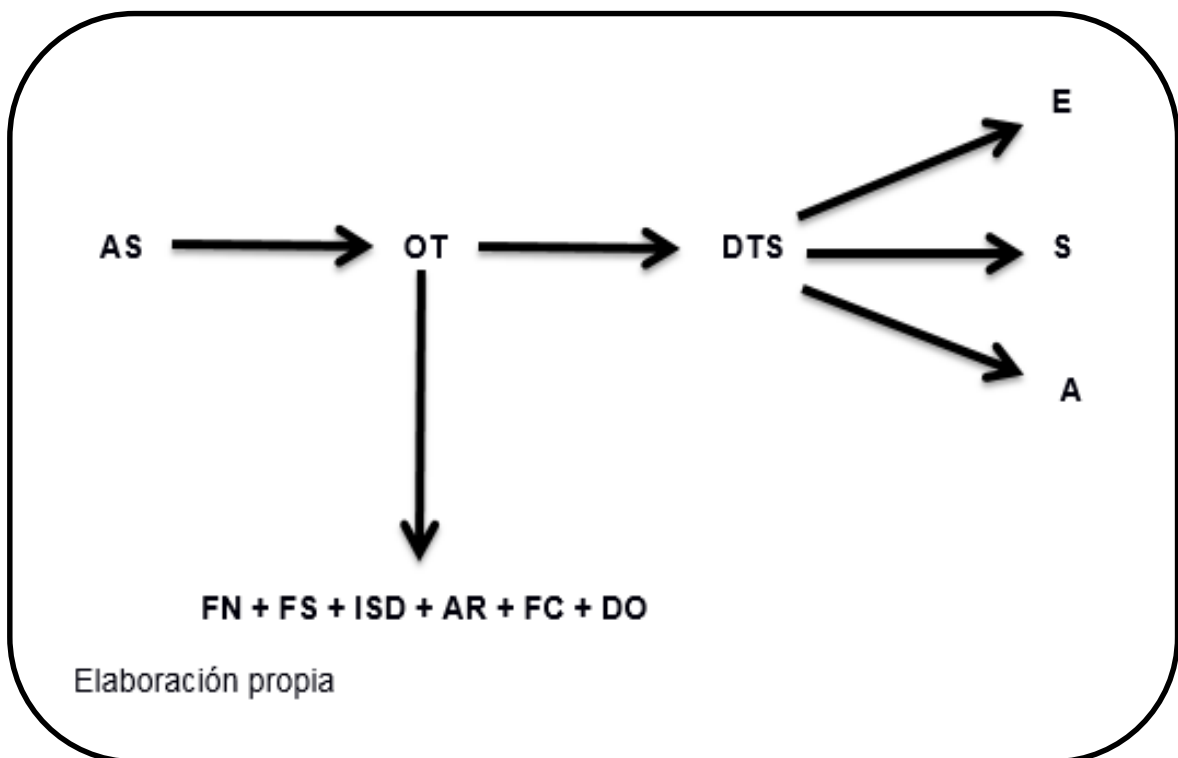 E
AS OT DTS S
A
FN + FS + ISD + AR + FC + DO
Elaboración propia